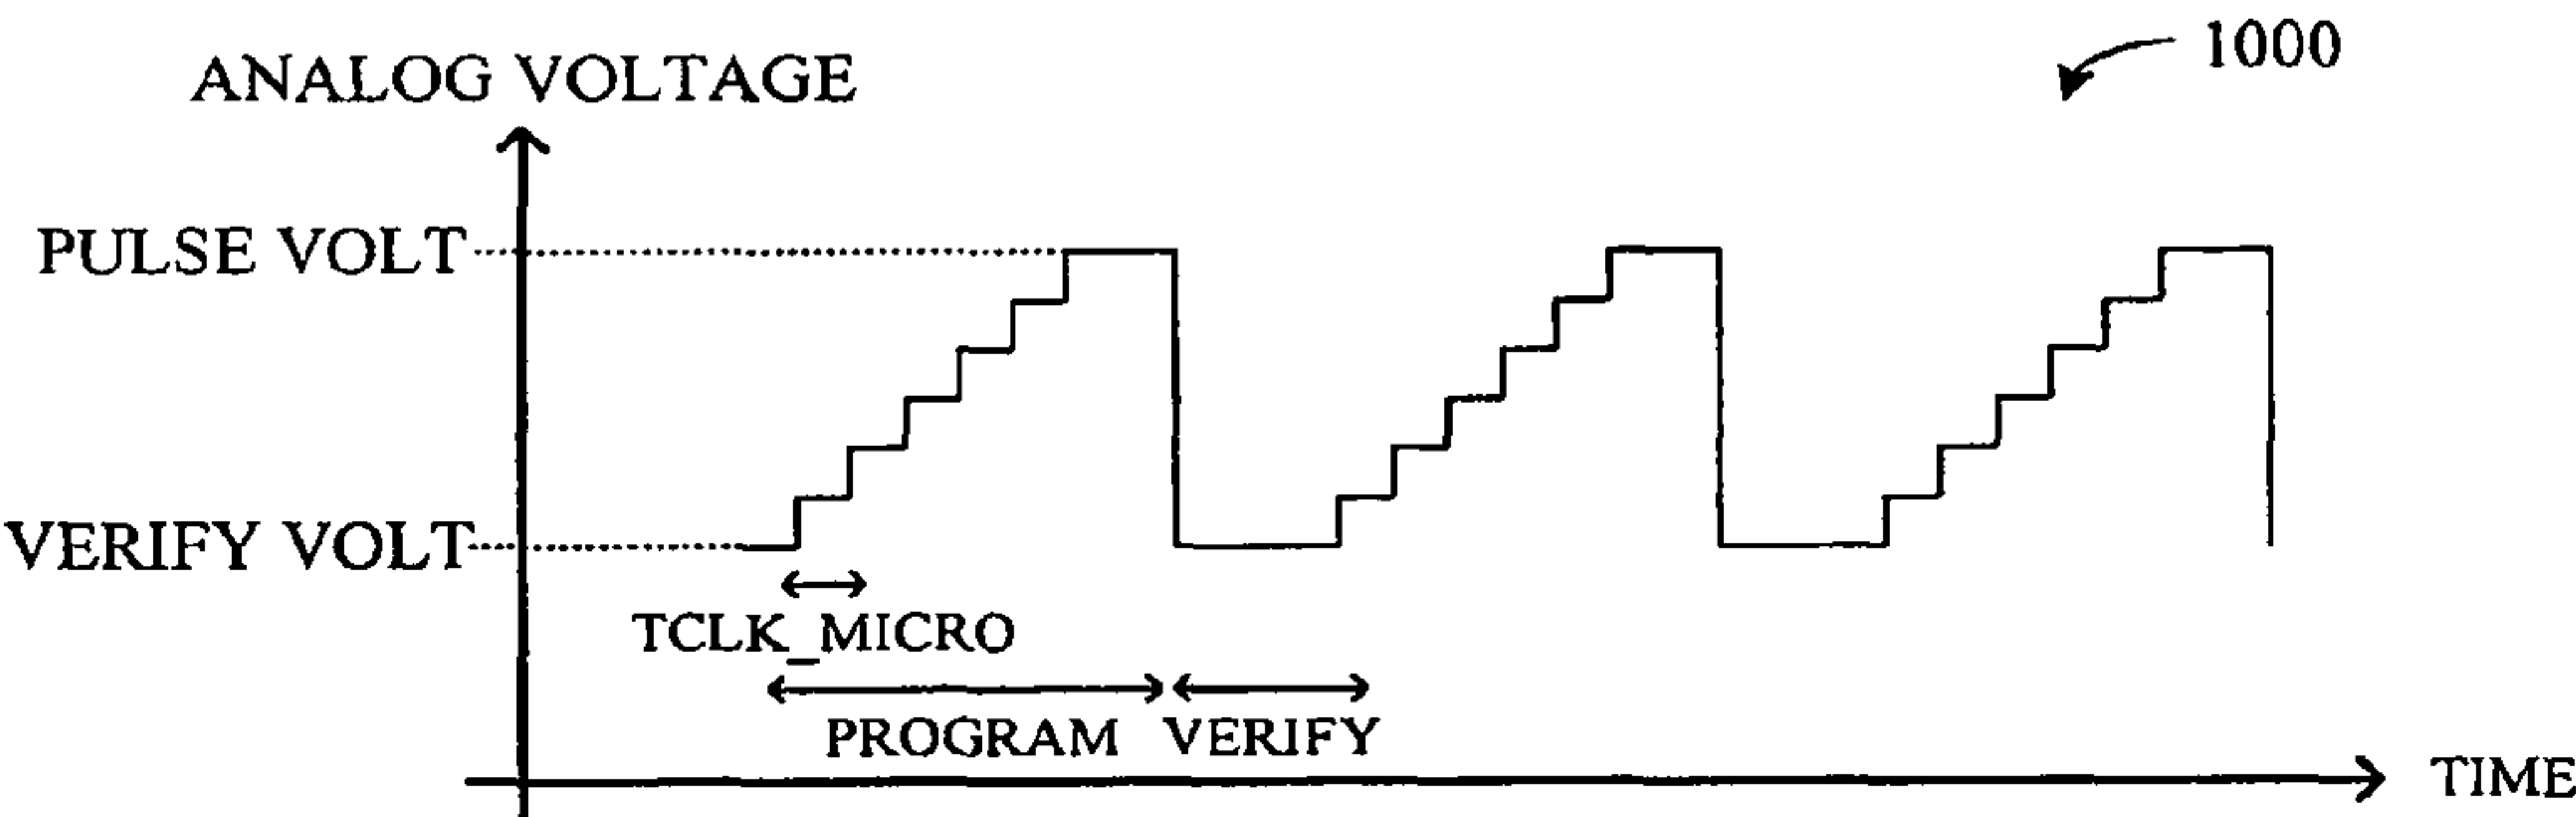 1000
ANALOG VOLTAGE
PULSE VOLT
VERIFY VOLT
TCLK_MICRO
PROGRAM VERIFY
TIME